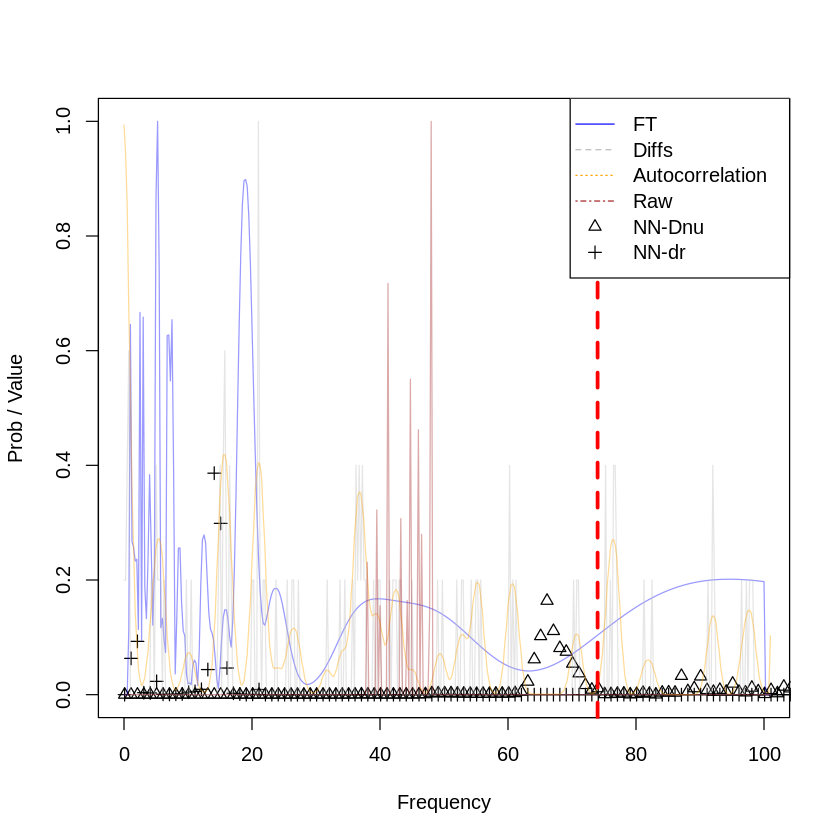 1.0
0.8
0.6
0.4
0.2
0.0
Prob / Value
FT
Diffs
Autocorrelation
Raw
NN-Dnu
NN-dr
0 20 40 60 80 100
Frequency